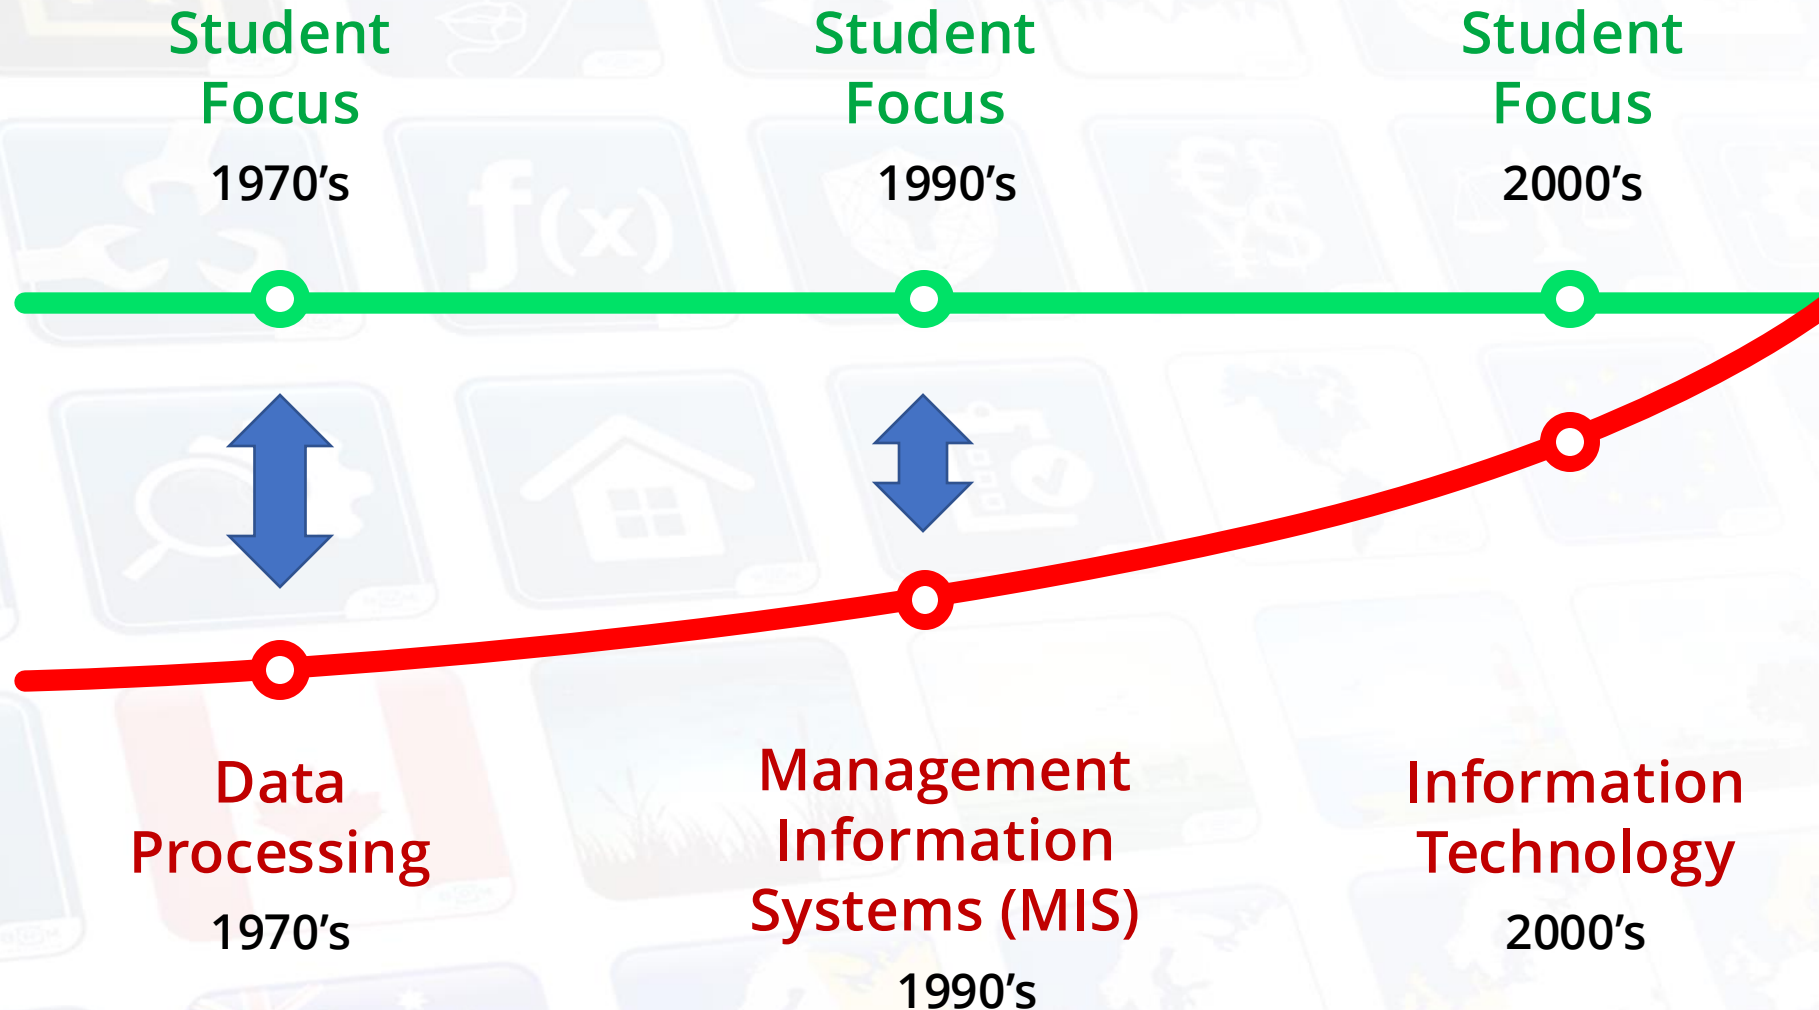 Student
Focus
1970’s
Student
Focus
1990’s
Student
Focus
2000’s
f(x)
Data
Processing
1970’s
Management
Information
Systems (MIS)
1990’s
Information
Technology
2000’s